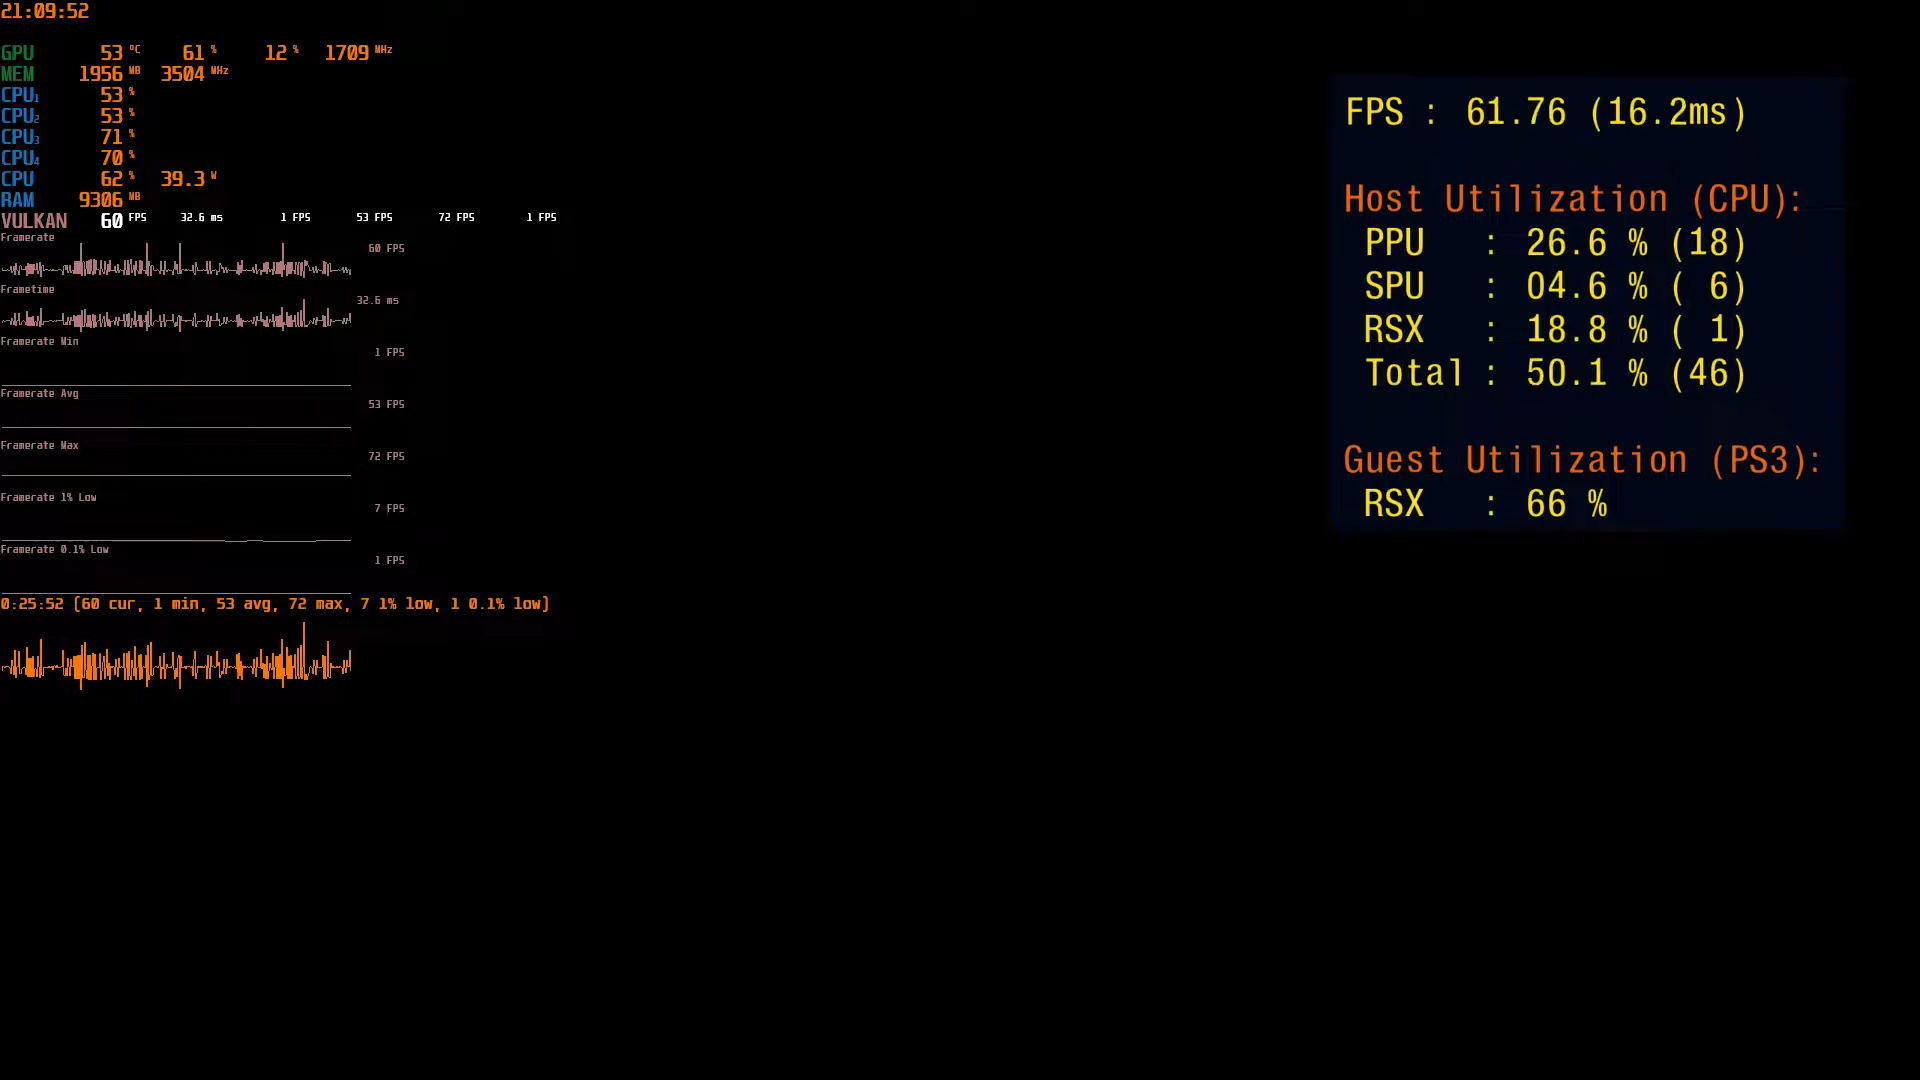 21:09:52
GPU 53 °C 61 % 12 % 1709 MHz
MEM 1956 MB 3504 MHz
CPU1 53 %
CPU2 53 %
CPU3 71 %
CPU4 70 %
CPU 62 % 39.3 W
RAM 9306 MB
VULKAN 60 FPS 32.6 ms 1 FPS 53 FPS 72 FPS 1 FPS
Framerate 60 FPS
Frametime 32.6 ms
Framerate Min 1 FPS
Framerate Avg 53 FPS
Framerate Max 72 FPS
Framerate 1% Low 7 FPS
Framerate 0.1% Low 1 FPS
0:25:52 [60 cur, 1 min, 53 avg, 72 max, 7 1% low, 1 0.1% low]
FPS : 61.76 (16.2ms)
Host Utilization (CPU):
PPU : 26.6 % (18)
SPU : 04.6 % ( 6)
RSX : 18.8 % ( 1)
Total : 50.1 % (46)
Guest Utilization (PS3):
RSX : 66 %